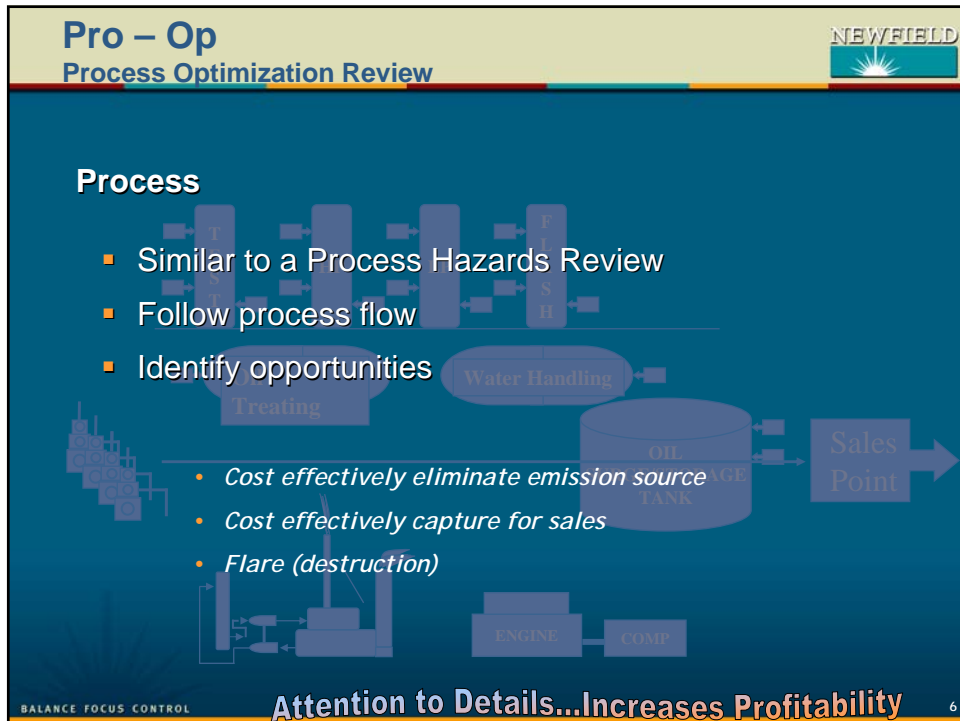 Pro – Op
Process Optimization Review
NEWFIELD
Process
Similar to a Process Hazards Review
Follow process flow
Identify opportunities
Cost effectively eliminate emission source
Cost effectively capture for sales
Flare (destruction)
Treating
Water Handling
OIL
TANK
Sales
Point
ENGINE
COMP
BALANCE FOCUS CONTROL
Attention to Details...Increases Profitability
6